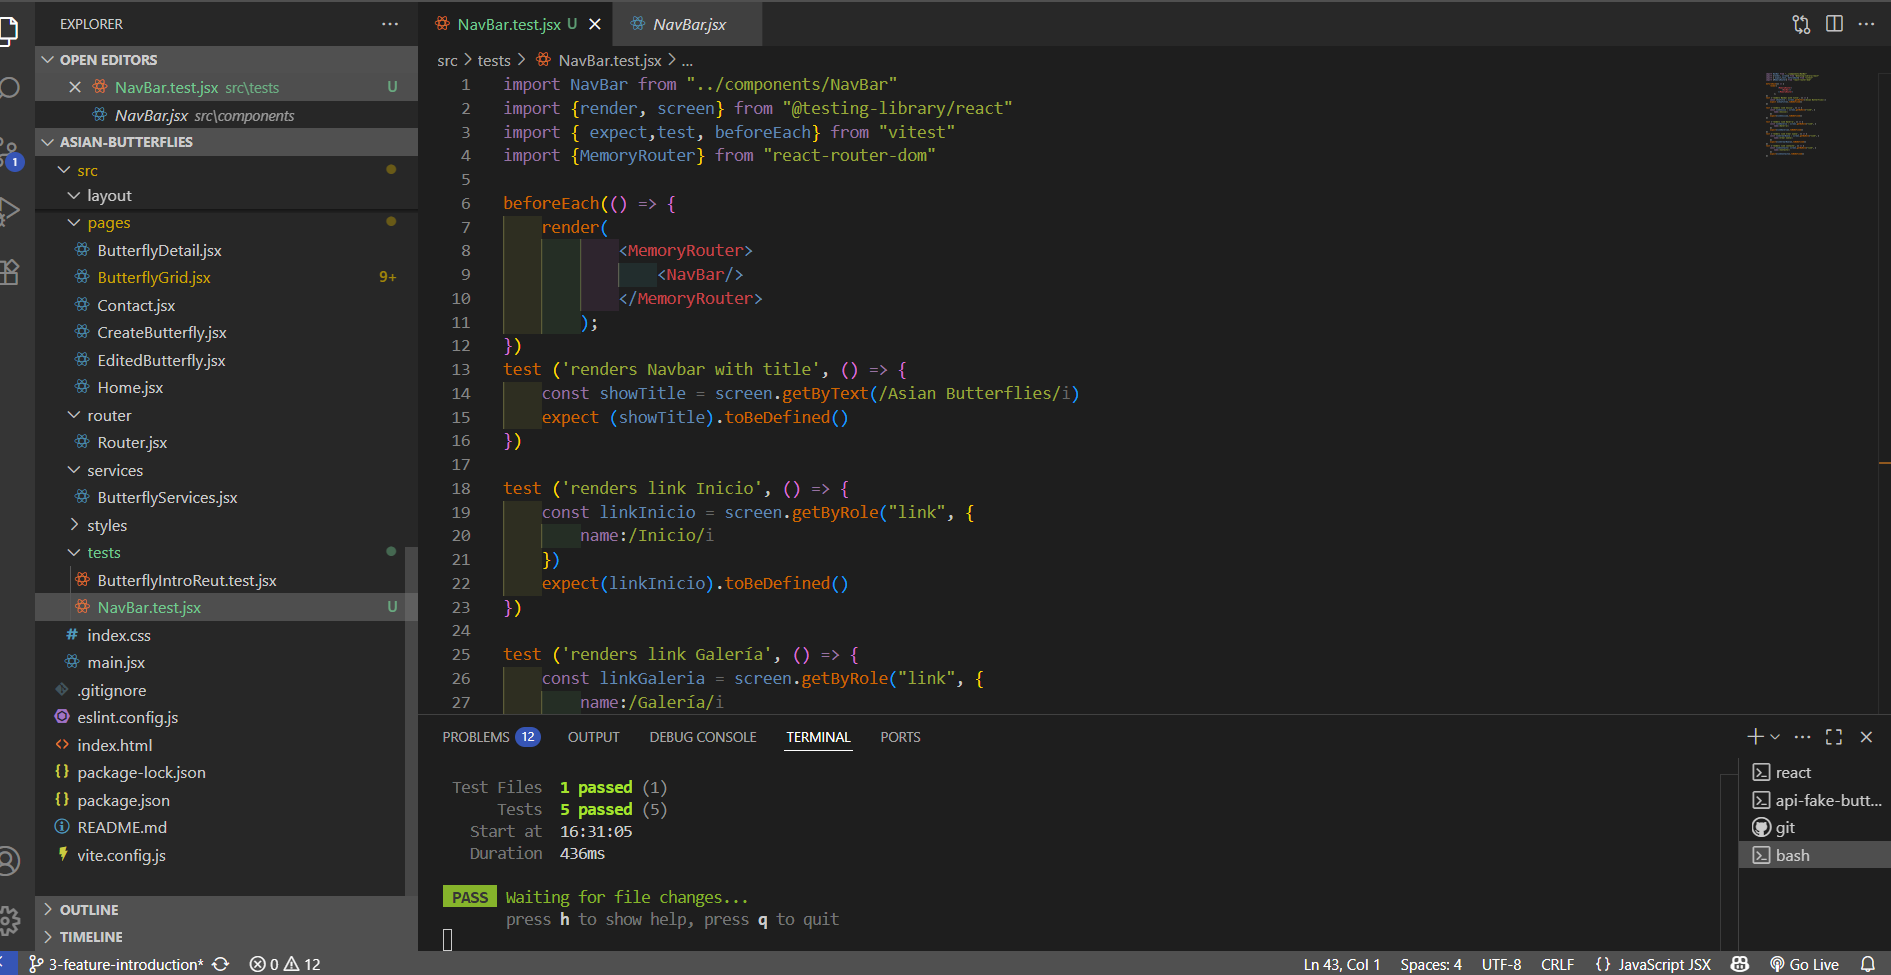 EXPLORER
OPEN EDITORS
NavBar.test.jsx src\tests U
NavBar.jsx src\components
ASIAN-BUTTERFLIES
src
layout
pages
ButterflyDetail.jsx
ButterflyGrid.jsx 9+
Contact.jsx
CreateButterfly.jsx
EditedButterfly.jsx
Home.jsx
router
Router.jsx
services
ButterflyServices.jsx
styles
tests
ButterflyIntroReut.test.jsx
NavBar.test.jsx U
index.css
main.jsx
.gitignore
eslint.config.js
index.html
package-lock.json
package.json
README.md
vite.config.js
OUTLINE
TIMELINE
1
NavBar.test.jsx U
NavBar.jsx
src > tests > NavBar.test.jsx > ...
1 import NavBar from "../components/NavBar"
2 import {render, screen} from "@testing-library/react"
3 import { expect,test, beforeEach} from "vitest"
4 import {MemoryRouter} from "react-router-dom"
5
6 beforeEach(() => {
7 render(
8 <MemoryRouter>
9 <NavBar/>
10 </MemoryRouter>
11 );
12 })
13 test ('renders Navbar with title', () => {
14 const showTitle = screen.getByText(/Asian Butterflies/i)
15 expect (showTitle).toBeDefined()
16 })
17
18 test ('renders link Inicio', () => {
19 const linkInicio = screen.getByRole("link", {
20 name:/Inicio/i
21 })
22 expect(linkInicio).toBeDefined()
23 })
24
25 test ('renders link Galería', () => {
26 const linkGaleria = screen.getByRole("link", {
27 name:/Galería/i
PROBLEMS 12 OUTPUT DEBUG CONSOLE TERMINAL PORTS
Test Files 1 passed (1)
Tests 5 passed (5)
Start at 16:31:05
Duration 436ms
PASS Waiting for file changes...
press h to show help, press q to quit
react
api-fake-butt...
git
bash
3-feature-introduction* 0 12
Ln 43, Col 1 Spaces: 4 UTF-8 CRLF {} JavaScript JSX Go Live